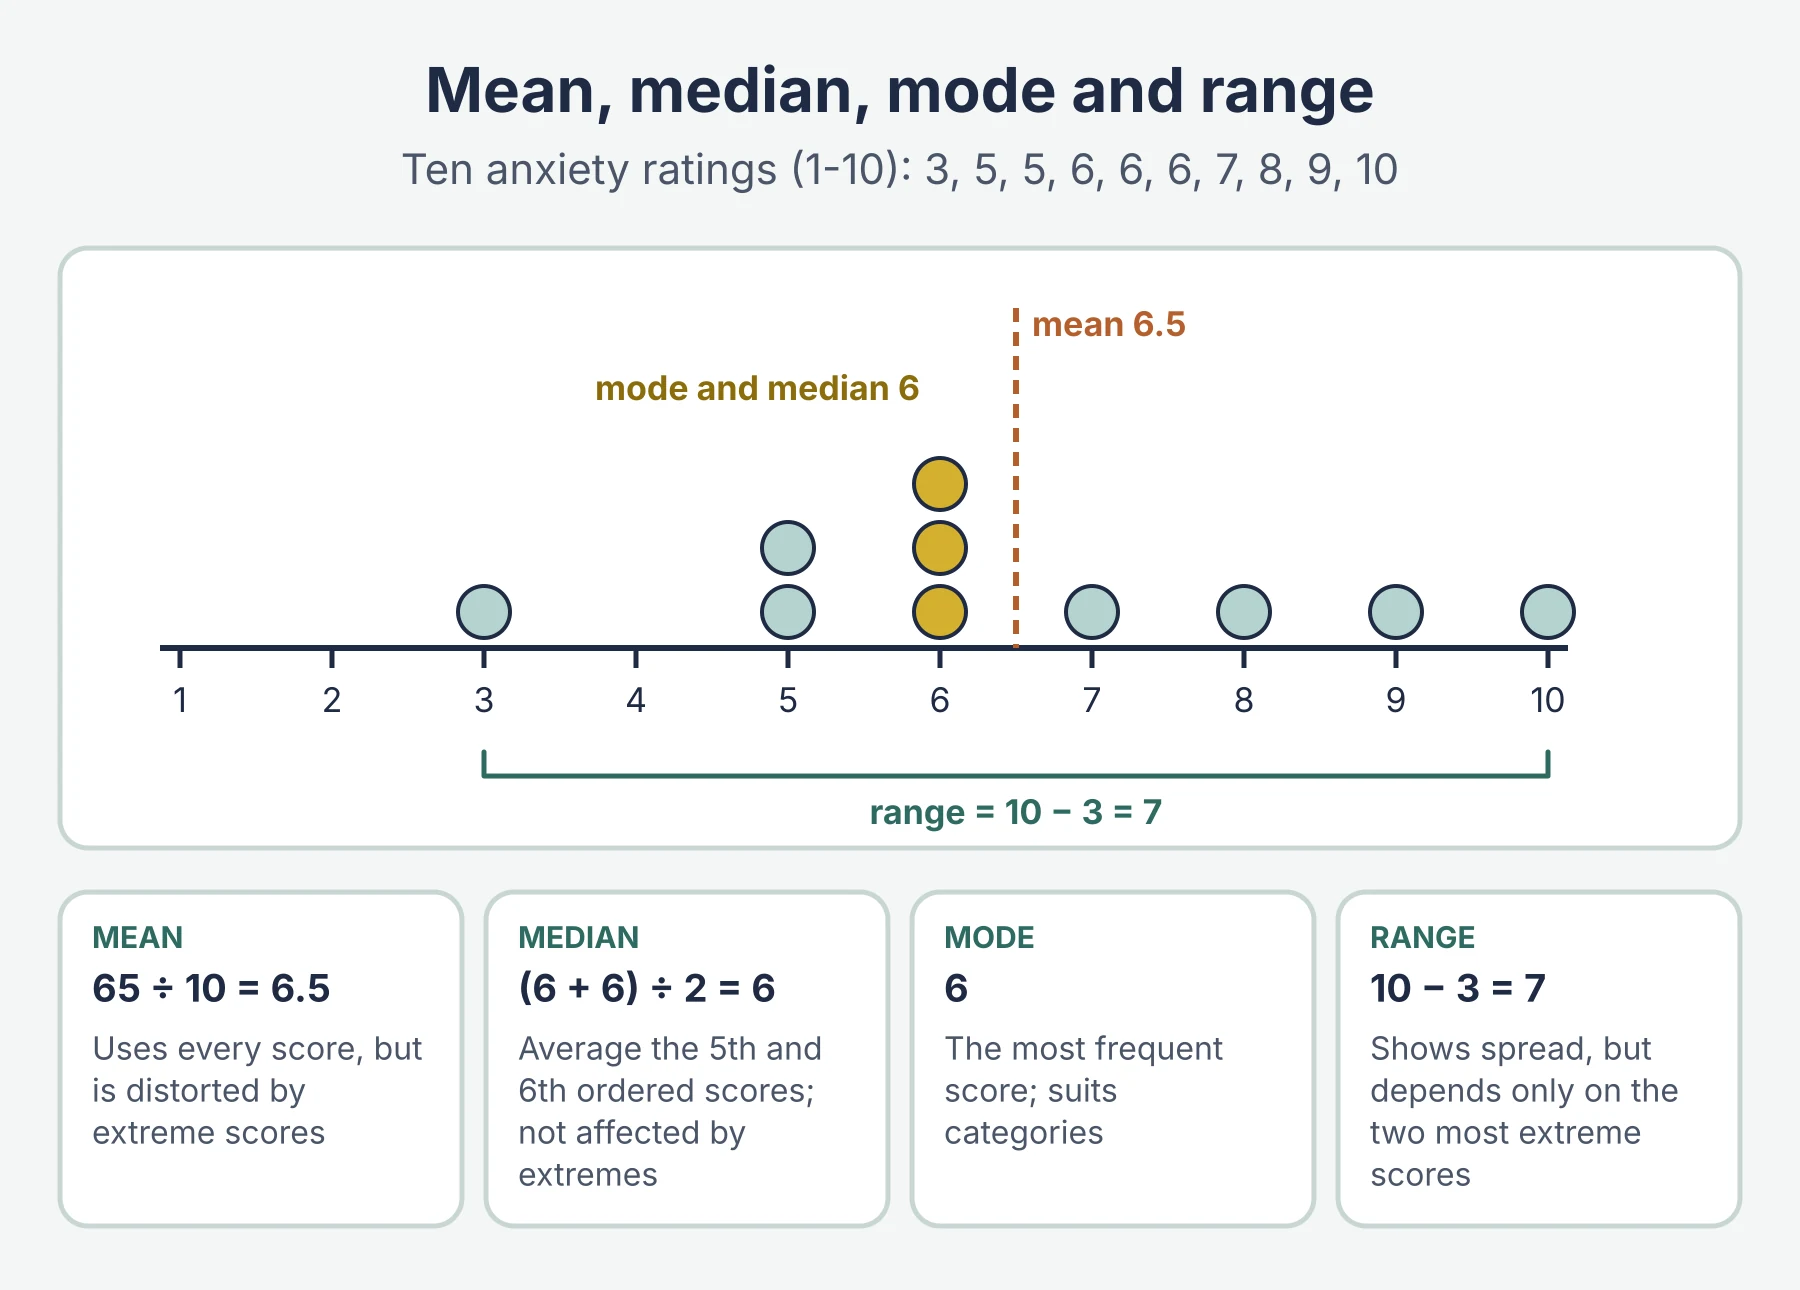 Mean, median, mode and range
Ten anxiety ratings (1-10): 3, 5, 5, 6, 6, 6, 7, 8, 9, 10
mean 6.5
mode and median 6
1 2 3 4 5 6 7 8 9 10
range = 10 − 3 = 7
MEAN
65 ÷ 10 = 6.5
Uses every score, but
is distorted by
extreme scores
MEDIAN
(6 + 6) ÷ 2 = 6
Average the 5th and
6th ordered scores;
not affected by
extremes
MODE
6
The most frequent
score; suits
categories
RANGE
10 − 3 = 7
Shows spread, but
depends only on the
two most extreme
scores